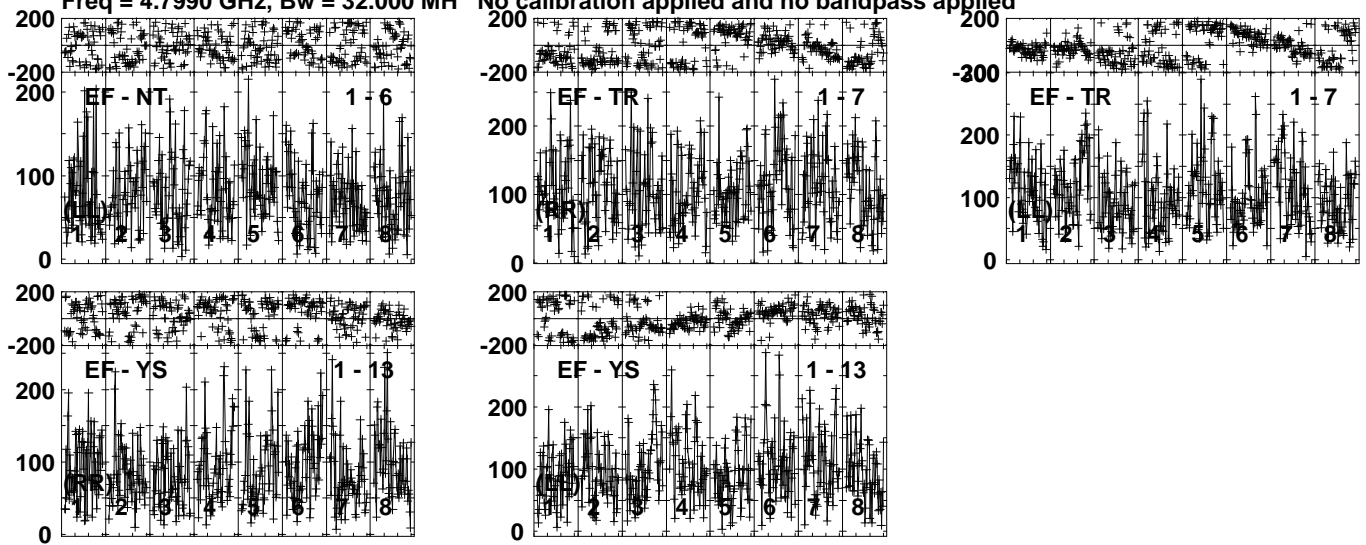 Freq = 4.7990 GHz, Bw = 32.000 MH No calibration applied and no bandpass applied
200
-200
200
EF - NT 1 - 6
100
(LL)
1 2 3 4 5 6 7 8
0
200
-200
EF - TR 1 - 7
200
100
(RR)
1 2 3 4 5 6 7 8
0
200
-200
300
EF - TR 1 - 7
200
100
(LL)
1 2 3 4 5 6 7 8
0
200
-200
EF - YS 1 - 13
200
100
(RR)
1 2 3 4 5 6 7 8
0
200
-200
EF - YS 1 - 13
200
100
(LL)
1 2 3 4 5 6 7 8
0